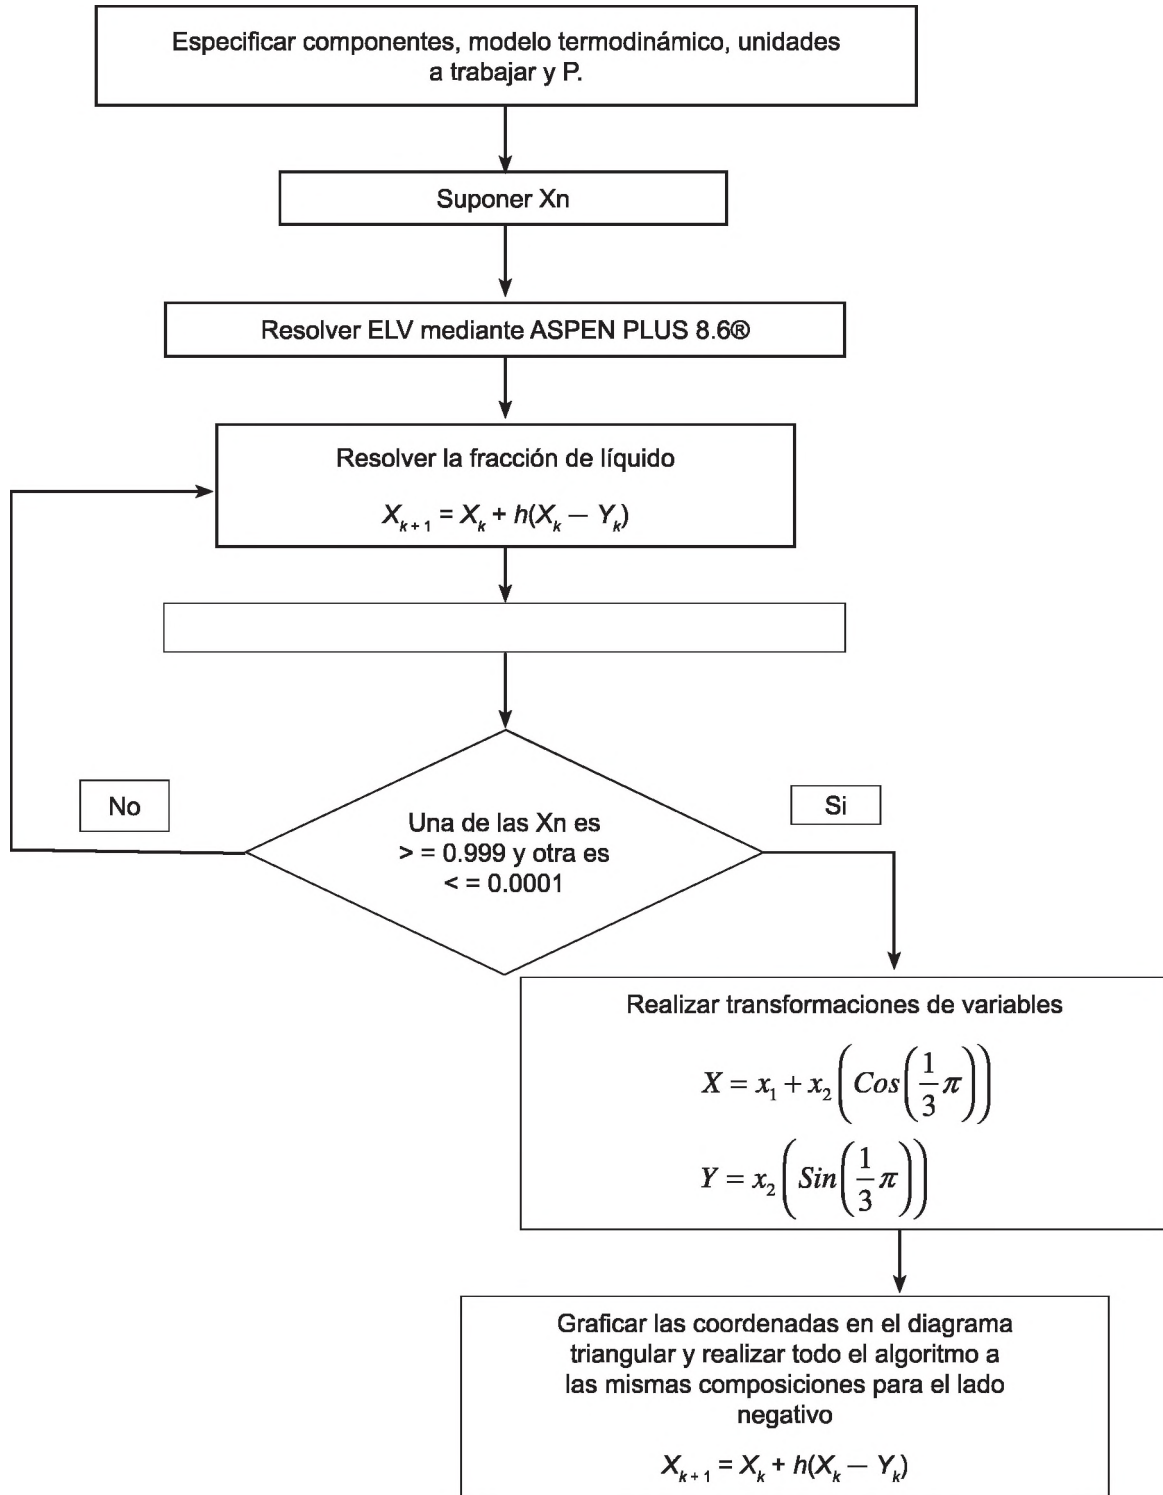 Especificar componentes, modelo termodinámico, unidades
a trabajar y P.
Suponer Xn
Resolver ELV mediante ASPEN PLUS 8.6®
Resolver la fracción de líquido
X_{k+1} = X_k + h(X_k — Y_k)
No
Si
Una de las Xn es
> = 0.999 y otra es
< = 0.0001
Realizar transformaciones de variables
X = x_1 + x_2 (Cos(\frac{1}{3} π))
Y = x_2 (Sin(\frac{1}{3} π))
Graficar las coordenadas en el diagrama
triangular y realizar todo el algoritmo a
las mismas composiciones para el lado
negativo
X_{k+1} = X_k + h(X_k — Y_k)